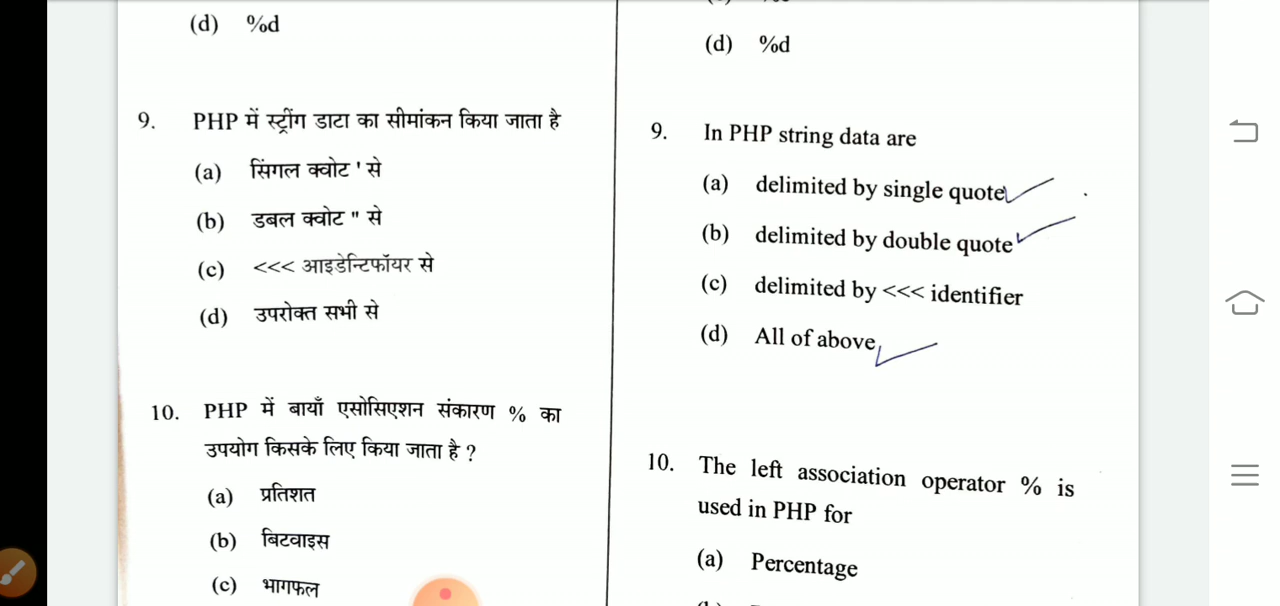 (d) %d
9. PHP में स्ट्रींग डाटा का सीमांकन किया जाता है
(a) सिंगल क्वोट ' से
(b) डबल क्वोट " से
(c) <<< आइडेन्टिफॉयर से
(d) उपरोक्त सभी से
10. PHP में बायाँ एसोसिएशन संकारण % का
उपयोग किसके लिए किया जाता है ?
(a) प्रतिशत
(b) बिटवाइस
(c) भागफल
(d) %d
9. In PHP string data are
(a) delimited by single quote
(b) delimited by double quote
(c) delimited by <<< identifier
(d) All of above
10. The left association operator % is
used in PHP for
(a) Percentage